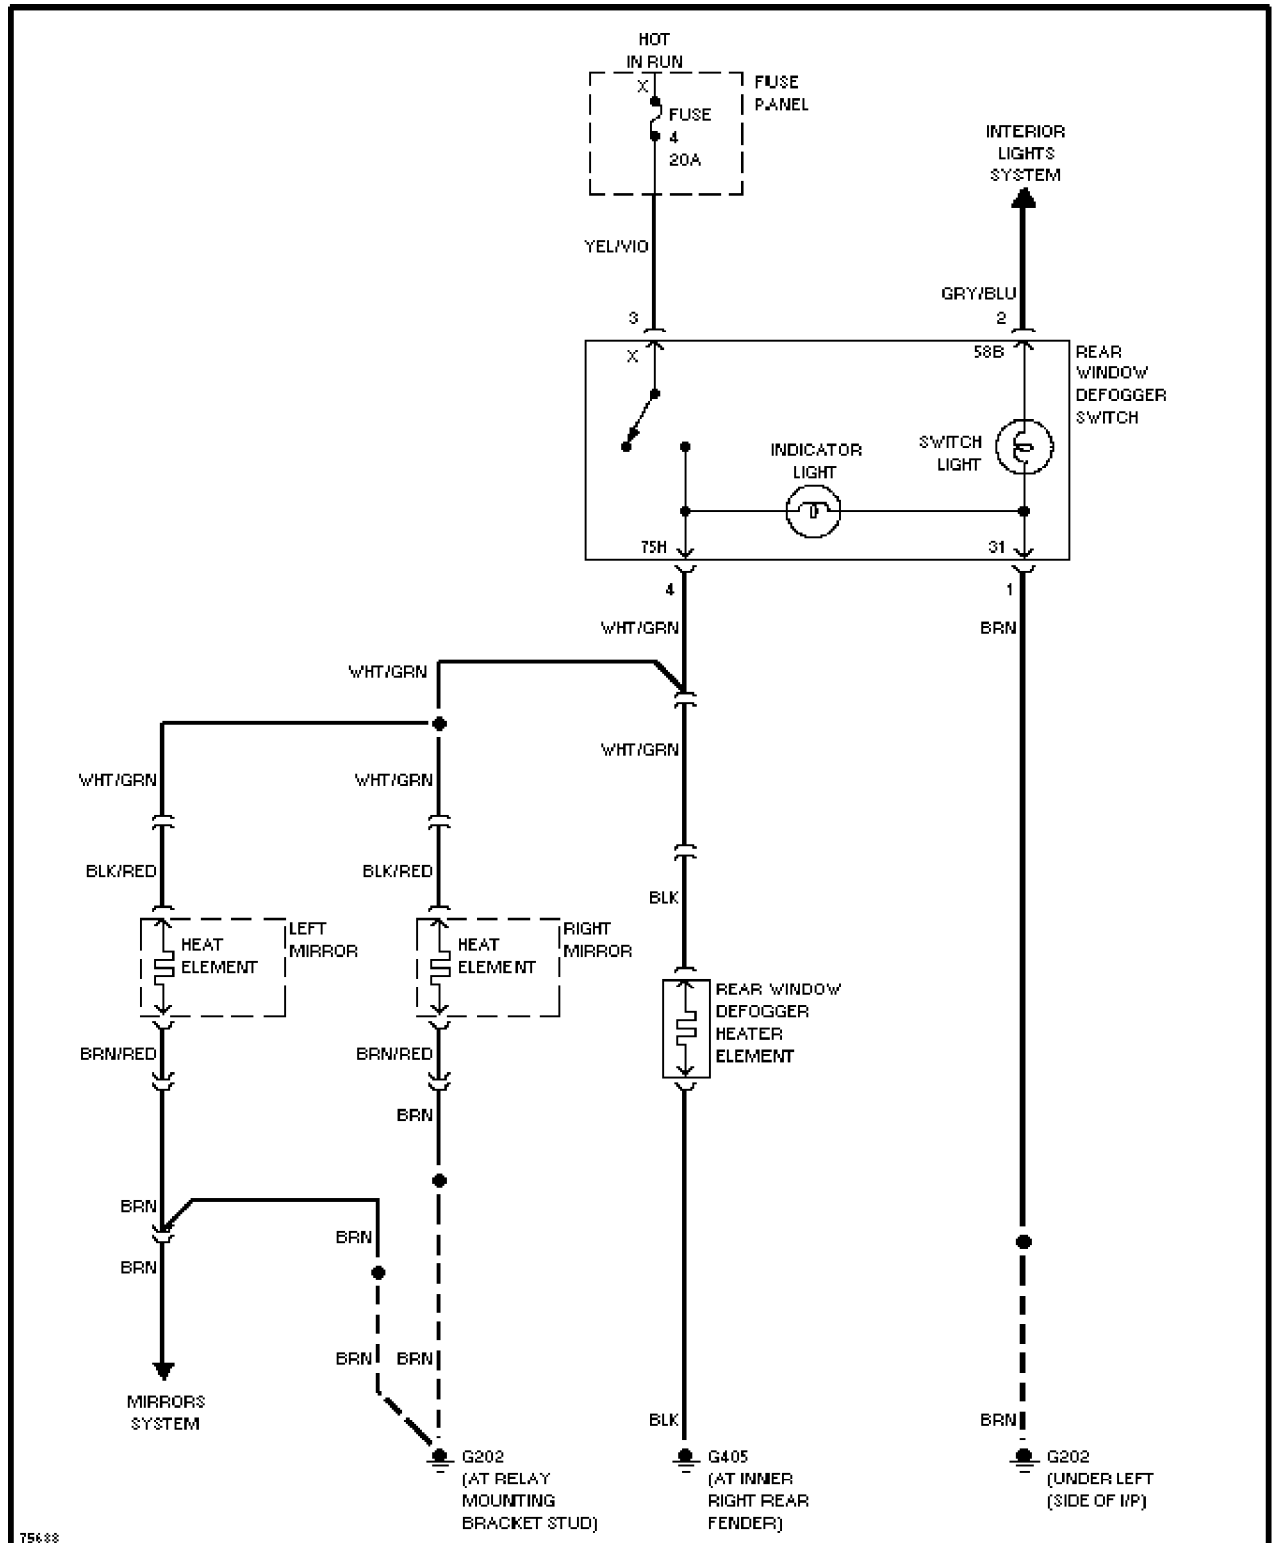 HOT
IN RUN
X
FUSE
4
20A
FUSE
PANEL
INTERIOR
LIGHTS
SYSTEM
YEL/VIO
GRY/BLU
3
2
X
58B
REAR
WINDOW
DEFOGGER
SWITCH
INDICATOR
LIGHT
SWITCH
LIGHT
75H
31
4
1
WHT/GRN
BRN
WHT/GRN
WHT/GRN
WHT/GRN
WHT/GRN
BLK/RED
BLK/RED
BLK
HEAT
ELEMENT
LEFT
MIRROR
HEAT
ELEMENT
RIGHT
MIRROR
REAR WINDOW
DEFOGGER
HEATER
ELEMENT
BRN/RED
BRN/RED
BRN
BRN
BRN
BRN
BRN
BRN
MIRRORS
SYSTEM
BLK
BRN
G202
(AT RELAY
MOUNTING
BRACKET STUD)
G405
(AT INNER
RIGHT REAR
FENDER)
G202
(UNDER LEFT
(SIDE OF I/P)
75688